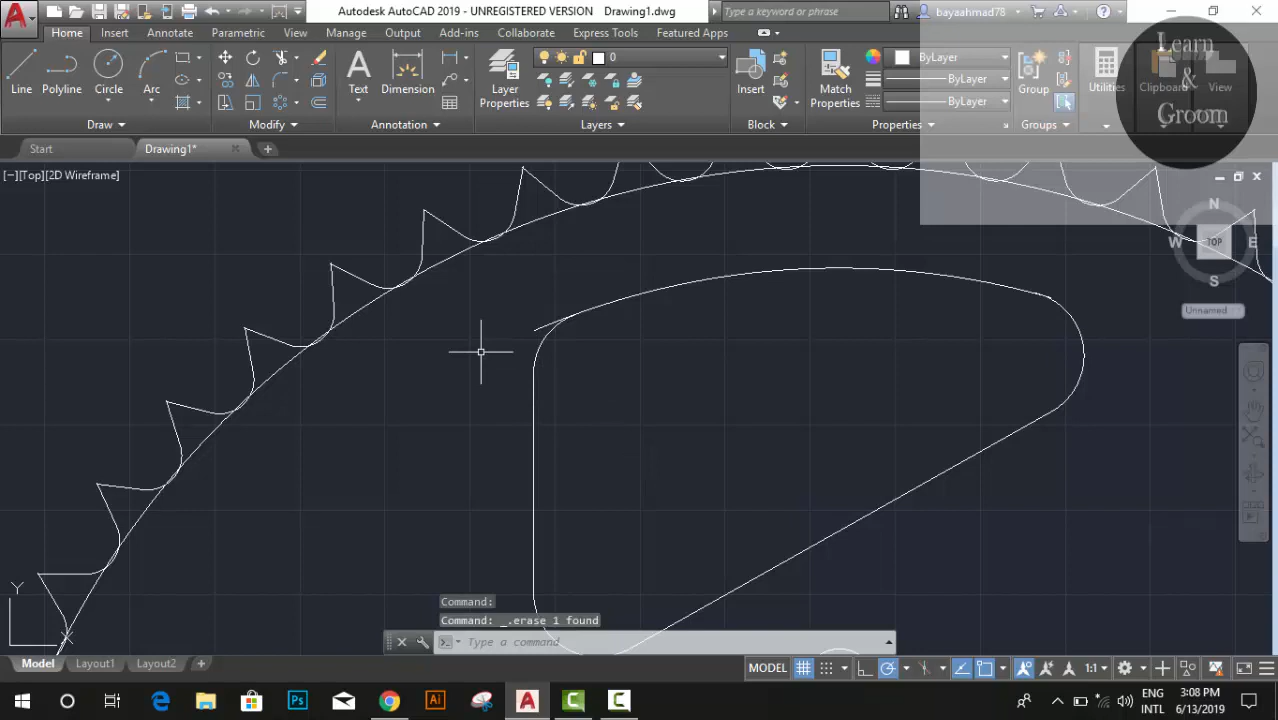 Autodesk AutoCAD 2019 - UNREGISTERED VERSION Drawing1.dwg
Type a keyword or phrase
bayaahmad78
Home Insert Annotate Parametric View Manage Output Add-ins Collaborate Express Tools Featured Apps
Learn
&
Groom
Line Polyline Circle Arc
Text Dimension
Layer
Properties
0
Insert
Match
Properties
ByLayer
ByLayer
ByLayer
Group
Utilities Clipboard View
Draw Modify Annotation Layers Block Properties Groups
Start Drawing1*
[−][Top][2D Wireframe]
N
W TOP E
S
Unnamed
Y
X
Command:
Command: _.erase 1 found
Type a command
Model Layout1 Layout2
MODEL 1:1
Ps Ai
ENG
INTL
3:08 PM
6/13/2019